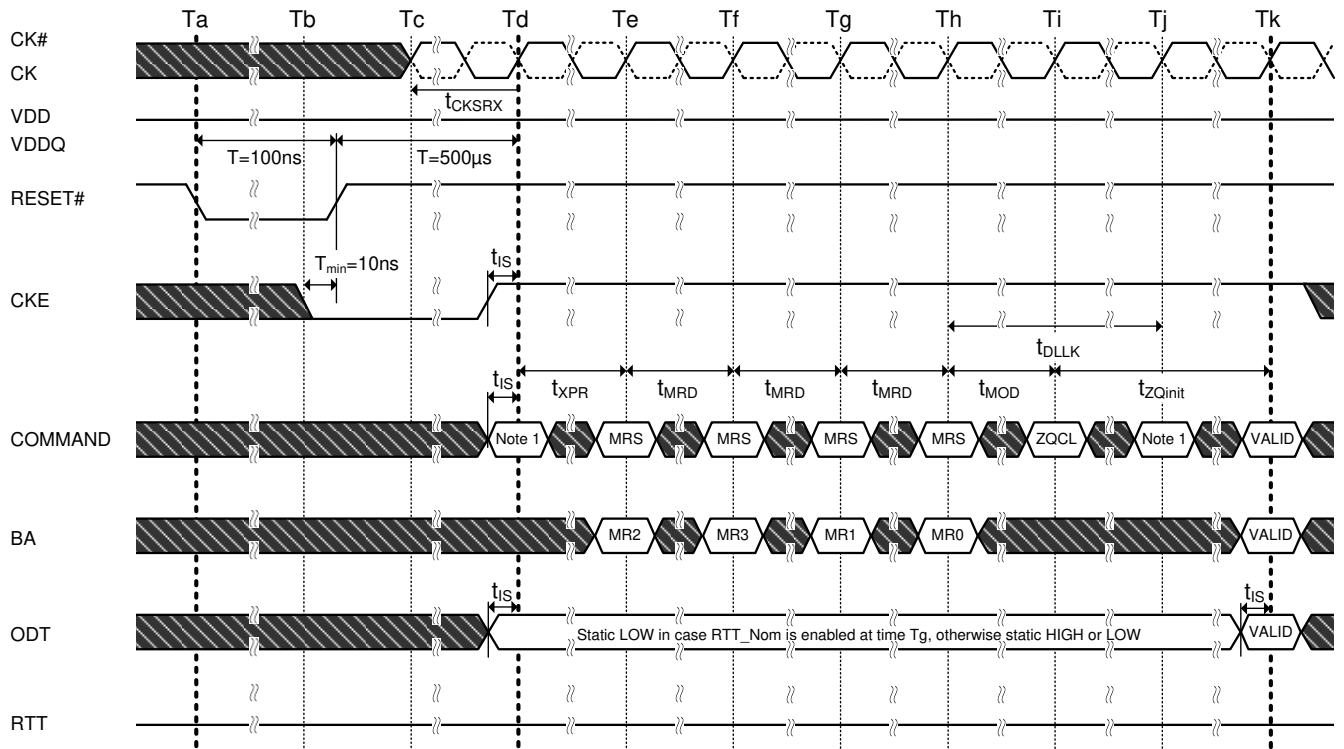 Ta Tb Tc Td Te Tf Tg Th Ti Tj Tk
CK#
CK
tCKSRX
VDD
VDDQ
T=100ns T=500µs
RESET#
Tmin=10ns tIS
CKE
tDLLK
tIS tXPR tMRD tMRD tMRD tMOD tZQinit
COMMAND Note 1 MRS MRS MRS MRS ZQCL Note 1 VALID
BA MR2 MR3 MR1 MR0 VALID
tIS tIS
ODT Static LOW in case RTT_Nom is enabled at time Tg, otherwise static HIGH or LOW VALID
RTT